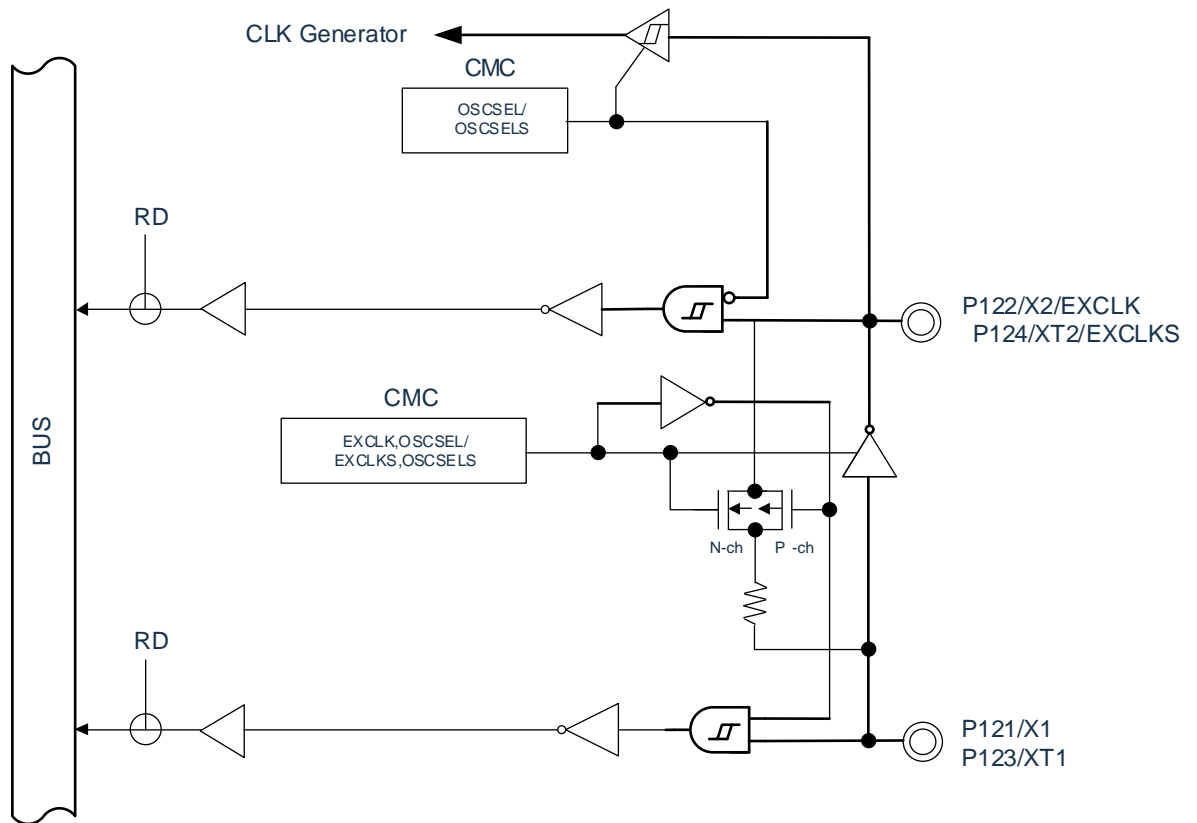 CLK Generator
CMC
OSCSEL/
OSCSELS
RD
P122/X2/EXCLK
P124/XT2/EXCLKS
CMC
EXCLK,OSCSEL/
EXCLKS,OSCSELS
BUS
N-ch
P -ch
RD
P121/X1
P123/XT1